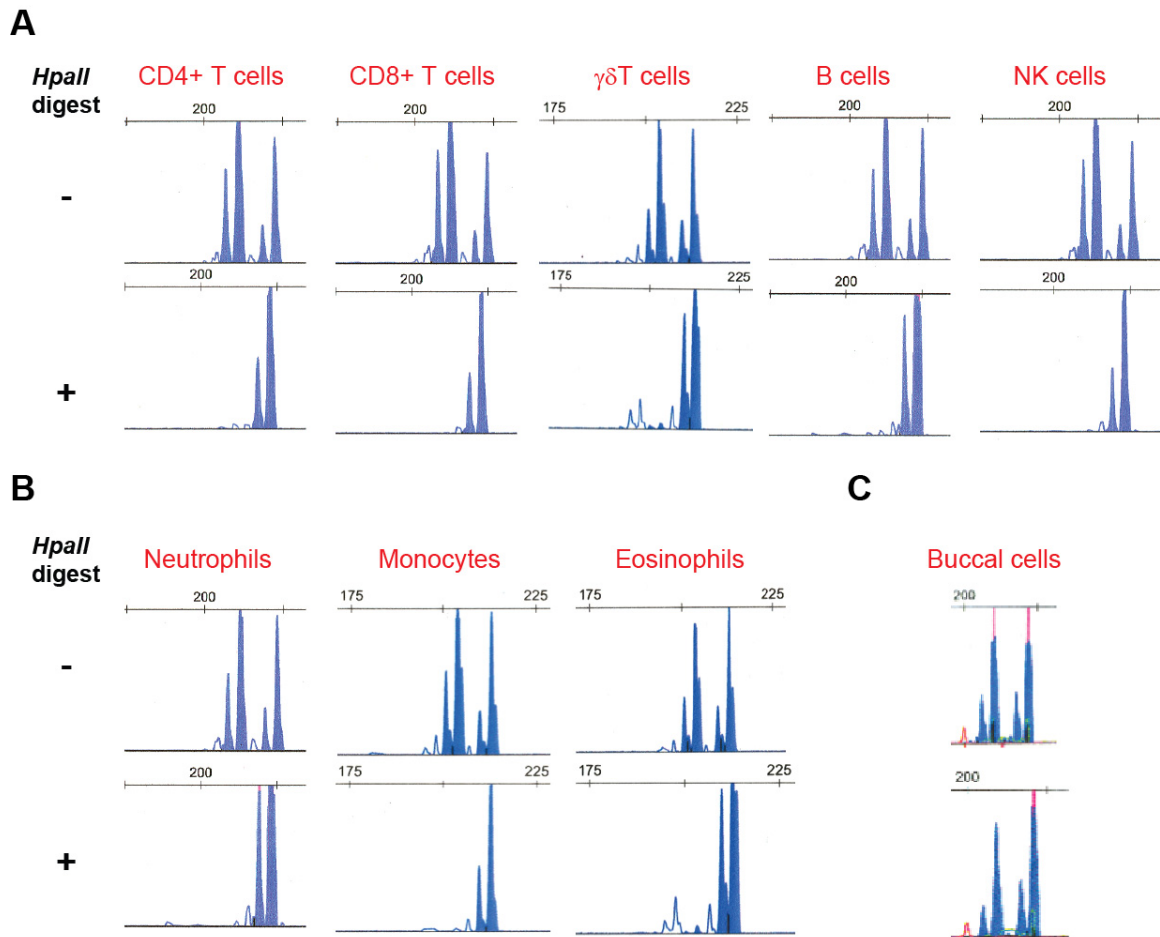 A
HpaII
digest
CD4+ T cells
CD8+ T cells
γδT cells
B cells
NK cells
200
200
175 225
200
200
-
200
200
175 225
200
200
+
B
C
HpaII
digest
Neutrophils
Monocytes
Eosinophils
Buccal cells
200
175 225
175 225
200
-
200
175 225
175 225
200
+